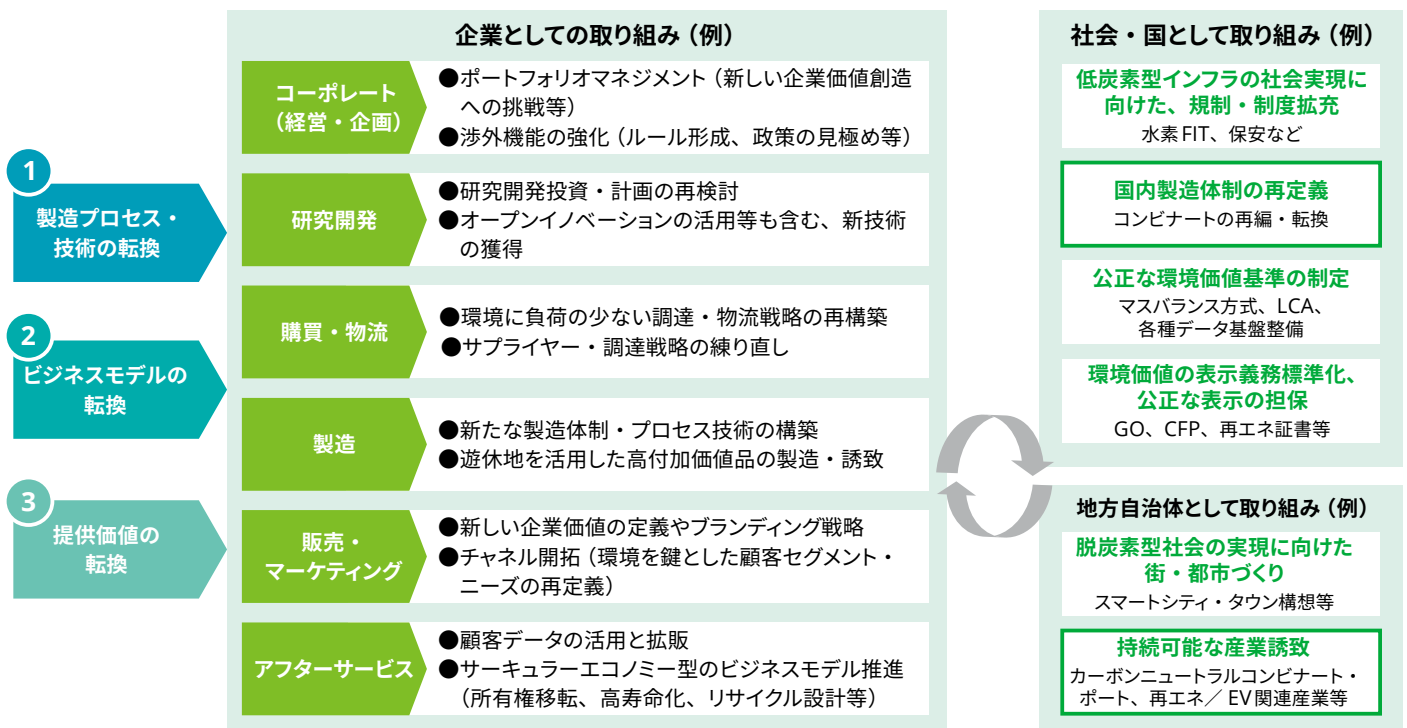 1
製造プロセス・
技術の転換
2
ビジネスモデルの
転換
3
提供価値の
転換
企業としての取り組み（例）
コーポレート
（経営・企画）
●ポートフォリオマネジメント（新しい企業価値創造
への挑戦等）
●渉外機能の強化（ルール形成、政策の見極め等）
研究開発
●研究開発投資・計画の再検討
●オープンイノベーションの活用等も含む、新技術
の獲得
購買・物流
●環境に負荷の少ない調達・物流戦略の再構築
●サプライヤー・調達戦略の練り直し
製造
●新たな製造体制・プロセス技術の構築
●遊休地を活用した高付加価値品の製造・誘致
販売・
マーケティング
●新しい企業価値の定義やブランディング戦略
●チャネル開拓（環境を鍵とした顧客セグメント・
ニーズの再定義）
アフターサービス
●顧客データの活用と拡販
●サーキュラーエコノミー型のビジネスモデル推進
（所有権移転、高寿命化、リサイクル設計等）
社会・国として取り組み（例）
低炭素型インフラの社会実現に
向けた、規制・制度拡充
水素FIT、保安など
国内製造体制の再定義
コンビナートの再編・転換
公正な環境価値基準の制定
マスバランス方式、LCA、
各種データ基盤整備
環境価値の表示義務標準化、
公正な表示の担保
GO、CFP、再エネ証書等
地方自治体として取り組み（例）
脱炭素型社会の実現に向けた
街・都市づくり
スマートシティ・タウン構想等
持続可能な産業誘致
カーボンニュートラルコンビナート・
ポート、再エネ／EV関連産業等